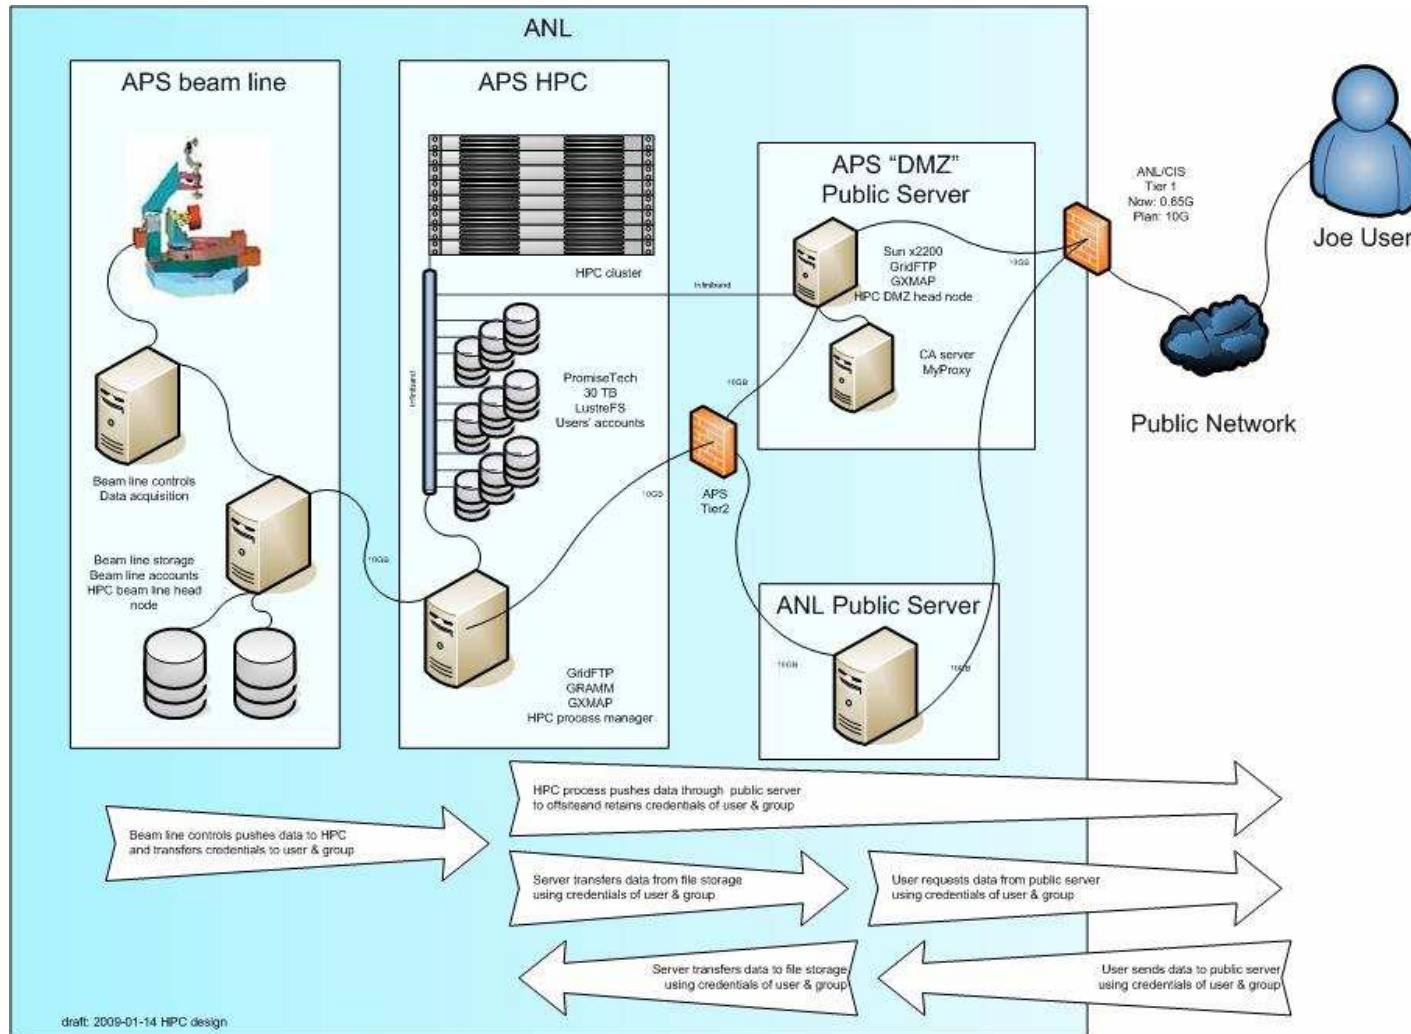 ANL
APS beam line
Beam line controls
Data acquisition
Beam line storage
Beam line accounts
HPC beam line head
node
10GB
APS HPC
HPC cluster
Infiniband
PromiseTech
30 TB
LustreFS
Users' accounts
GridFTP
GRAMM
GXMAP
HPC process manager
10GB
Infiniband
10GB
APS
Tier2
APS "DMZ"
Public Server
Sun x2200
GridFTP
GXMAP
HPC DMZ head node
CA server
MyProxy
10GB
ANL Public Server
10GB
10GB
ANL/CIS
Tier 1
Now: 0.65G
Plan: 10G
Joe User
Public Network
HPC process pushes data through public server
to offsiteand retains credentials of user & group
Beam line controls pushes data to HPC
and transfers credentials to user & group
Server transfers data from file storage
using credentials of user & group
User requests data from public server
using credentials of user & group
Server transfers data to file storage
using credentials of user & group
User sends data to public server
using credentials of user & group
draft: 2009-01-14 HPC design